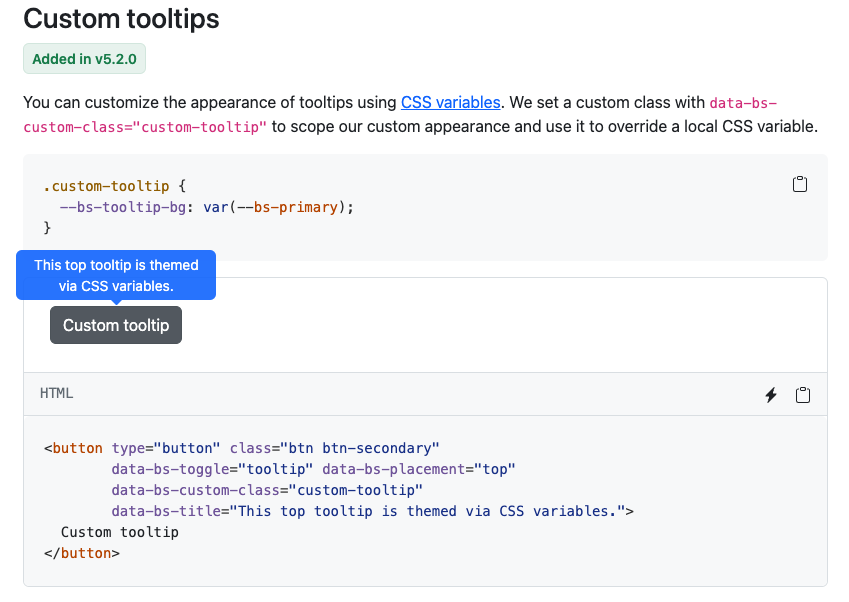 Custom tooltips
Added in v5.2.0
You can customize the appearance of tooltips using CSS variables. We set a custom class with data-bs-
custom-class="custom-tooltip" to scope our custom appearance and use it to override a local CSS variable.
.custom-tooltip {
  --bs-tooltip-bg: var(--bs-primary);
}
This top tooltip is themed
via CSS variables.
Custom tooltip
HTML
<button type="button" class="btn btn-secondary"
        data-bs-toggle="tooltip" data-bs-placement="top"
        data-bs-custom-class="custom-tooltip"
        data-bs-title="This top tooltip is themed via CSS variables.">
  Custom tooltip
</button>